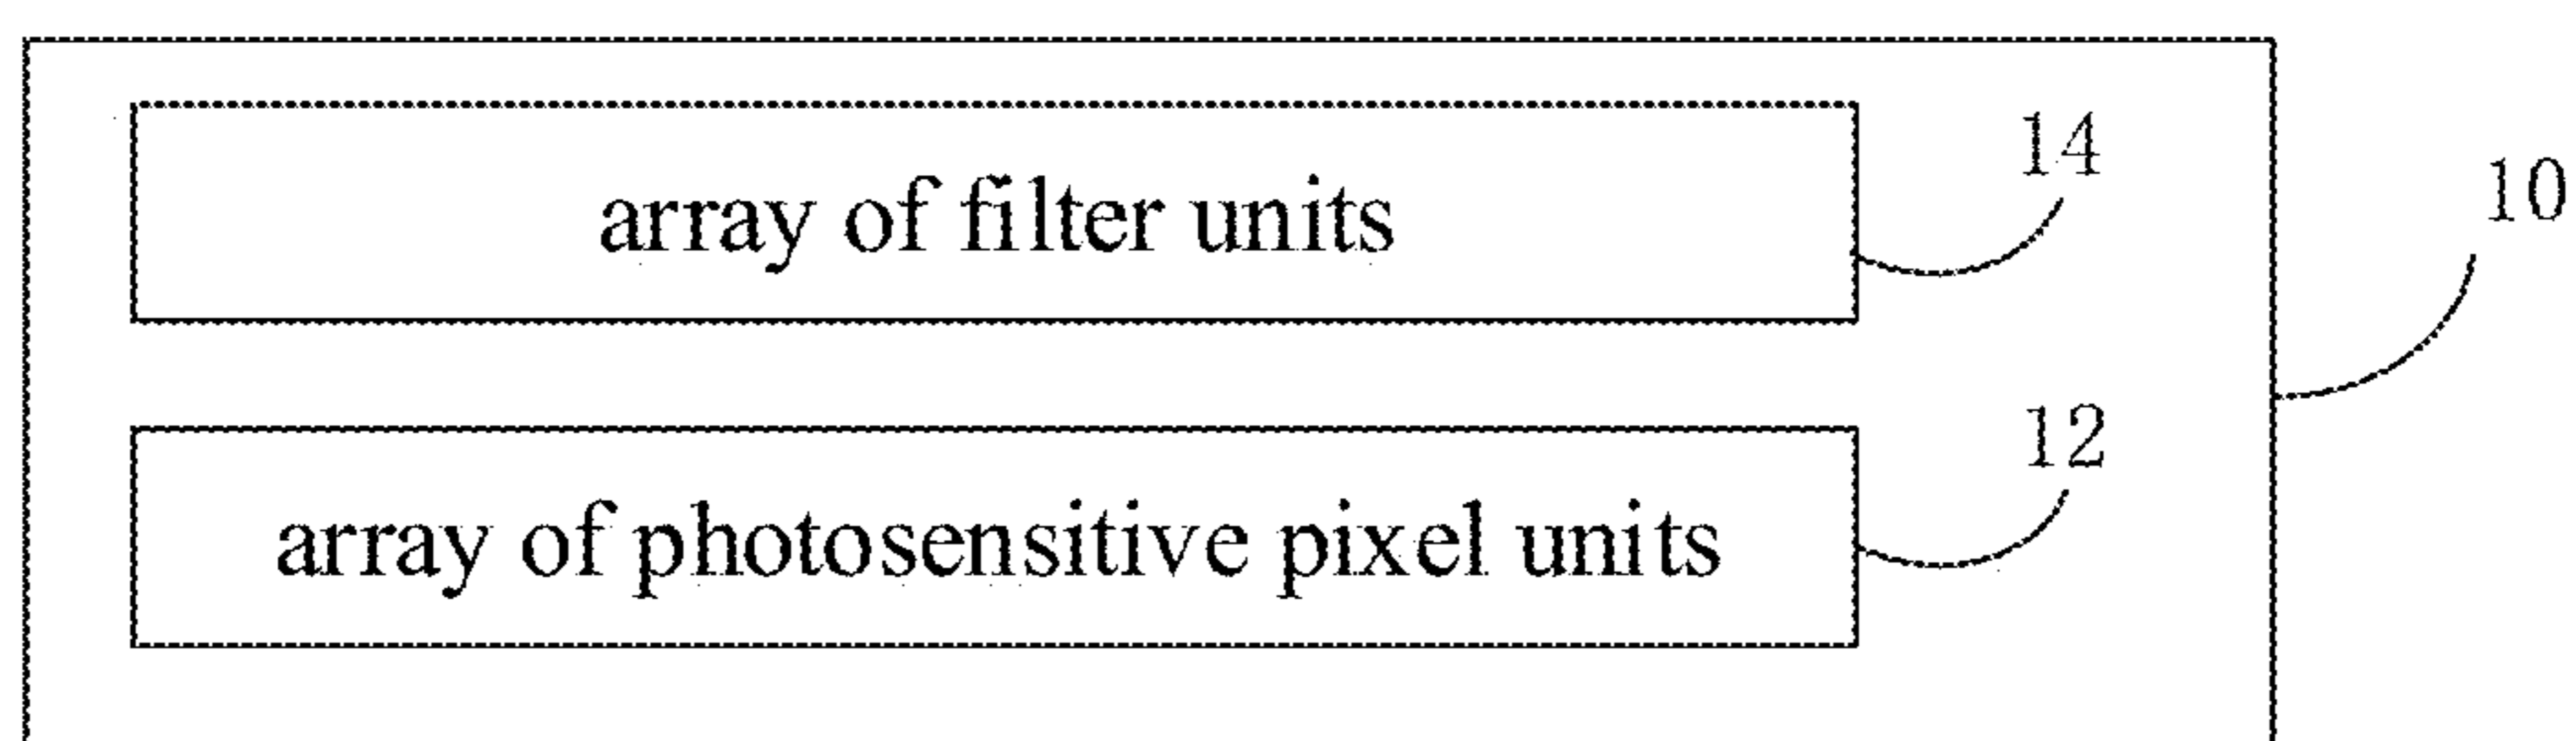 array of filter units
14
10
array of photosensitive pixel units
12